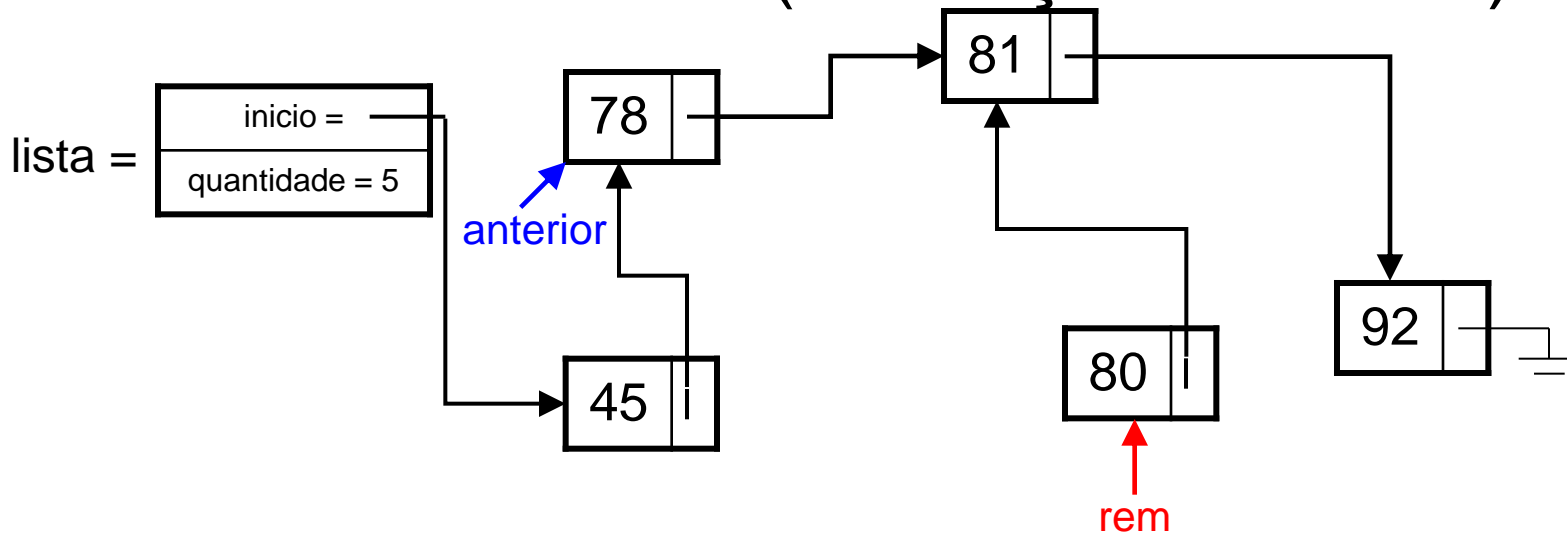 inicio =
lista =
quantidade = 5
78
81
anterior
45
80
92
rem